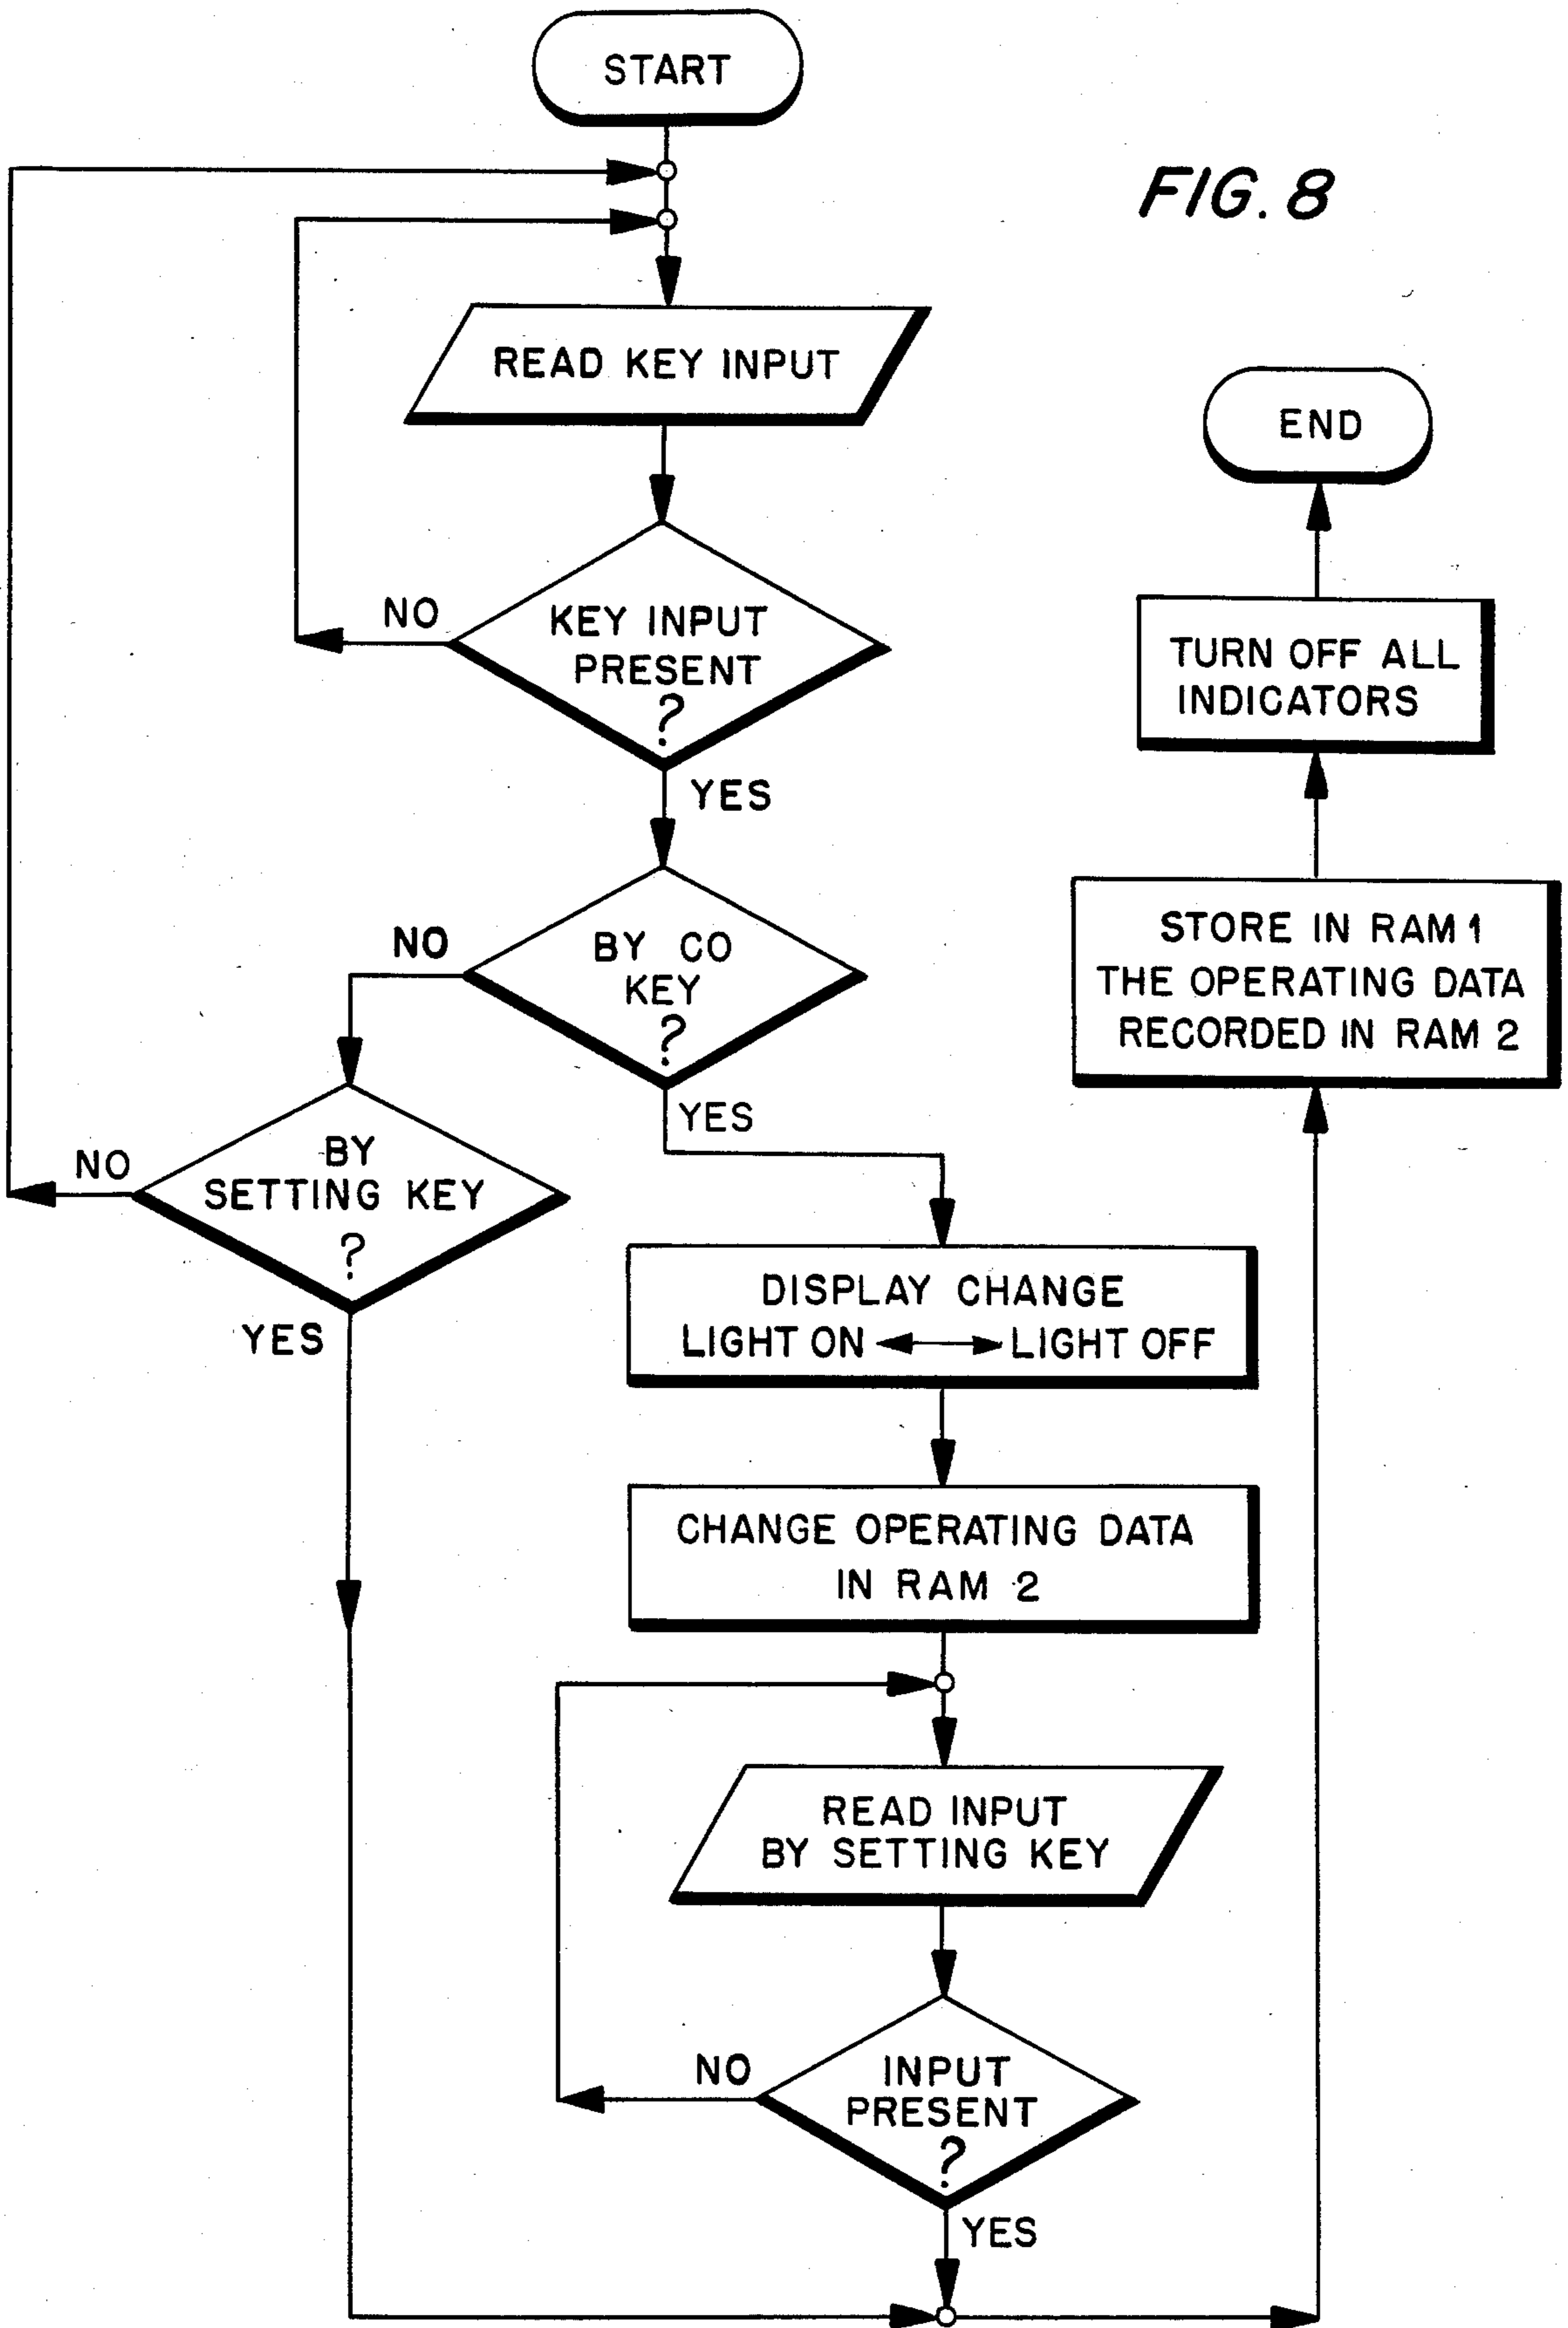 START
FIG. 8
READ KEY INPUT
NO
KEY INPUT
PRESENT
?
YES
NO
BY CO
KEY
?
YES
NO
BY
SETTING KEY
?
YES
DISPLAY CHANGE
LIGHT ON ◄—► LIGHT OFF
CHANGE OPERATING DATA
IN RAM 2
READ INPUT
BY SETTING KEY
NO
INPUT
PRESENT
?
YES
STORE IN RAM 1
THE OPERATING DATA
RECORDED IN RAM 2
TURN OFF ALL
INDICATORS
END